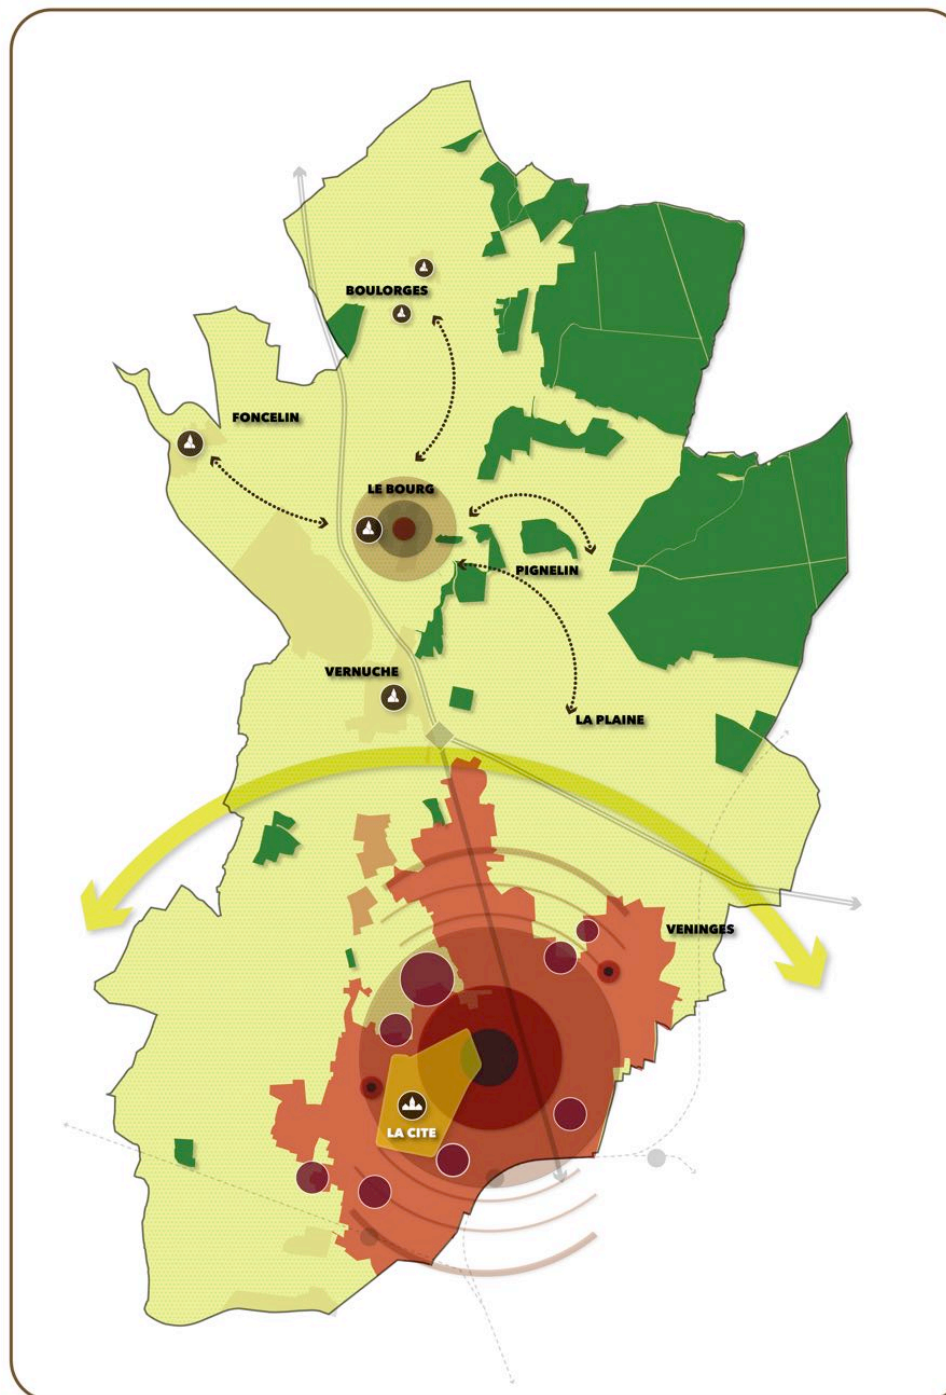 BOULORGES
FONCELIN
LE BOURG
PIGNELIN
VERNUCHE
LA PLAINE
VENINGES
LA CITE